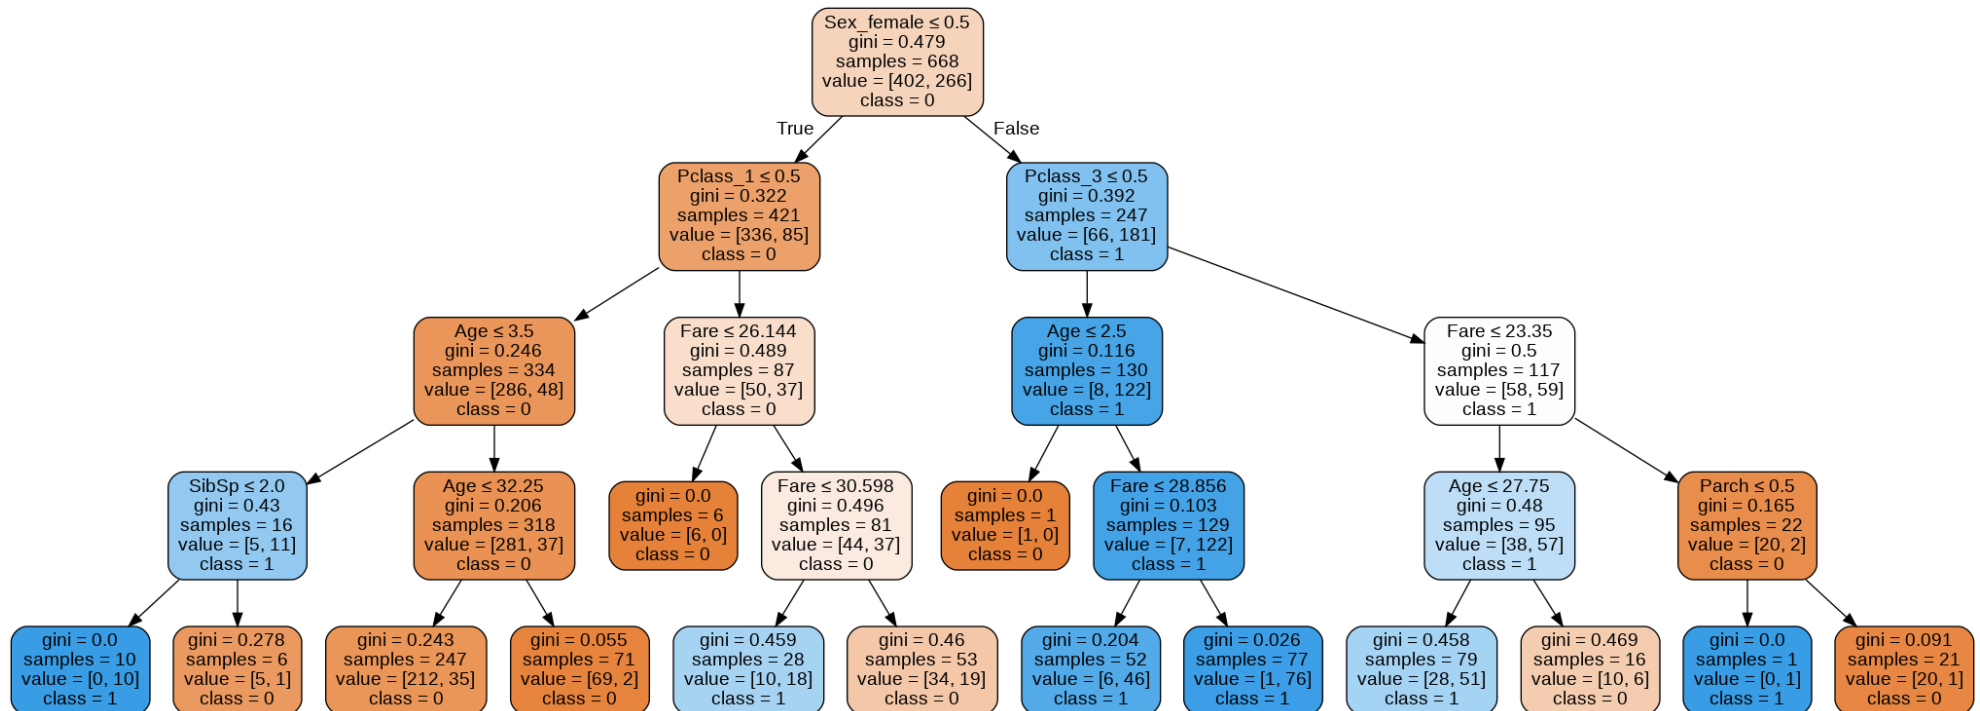 Sex_female ≤ 0.5
gini = 0.479
samples = 668
value = [402, 266]
class = 0
True
False
Pclass_1 ≤ 0.5
gini = 0.322
samples = 421
value = [336, 85]
class = 0
Pclass_3 ≤ 0.5
gini = 0.392
samples = 247
value = [66, 181]
class = 1
Age ≤ 3.5
gini = 0.246
samples = 334
value = [286, 48]
class = 0
Fare ≤ 26.144
gini = 0.489
samples = 87
value = [50, 37]
class = 0
Age ≤ 2.5
gini = 0.116
samples = 130
value = [8, 122]
class = 1
Fare ≤ 23.35
gini = 0.5
samples = 117
value = [58, 59]
class = 1
SibSp ≤ 2.0
gini = 0.43
samples = 16
value = [5, 11]
class = 1
Age ≤ 32.25
gini = 0.206
samples = 318
value = [281, 37]
class = 0
gini = 0.0
samples = 6
value = [6, 0]
class = 0
Fare ≤ 30.598
gini = 0.496
samples = 81
value = [44, 37]
class = 0
gini = 0.0
samples = 1
value = [1, 0]
class = 0
Fare ≤ 28.856
gini = 0.103
samples = 129
value = [7, 122]
class = 1
Age ≤ 27.75
gini = 0.48
samples = 95
value = [38, 57]
class = 1
Parch ≤ 0.5
gini = 0.165
samples = 22
value = [20, 2]
class = 0
gini = 0.0
samples = 10
value = [0, 10]
class = 1
gini = 0.278
samples = 6
value = [5, 1]
class = 0
gini = 0.243
samples = 247
value = [212, 35]
class = 0
gini = 0.055
samples = 71
value = [69, 2]
class = 0
gini = 0.459
samples = 28
value = [10, 18]
class = 1
gini = 0.46
samples = 53
value = [34, 19]
class = 0
gini = 0.204
samples = 52
value = [6, 46]
class = 1
gini = 0.026
samples = 77
value = [1, 76]
class = 1
gini = 0.458
samples = 79
value = [28, 51]
class = 1
gini = 0.469
samples = 16
value = [10, 6]
class = 0
gini = 0.0
samples = 1
value = [0, 1]
class = 1
gini = 0.091
samples = 21
value = [20, 1]
class = 0